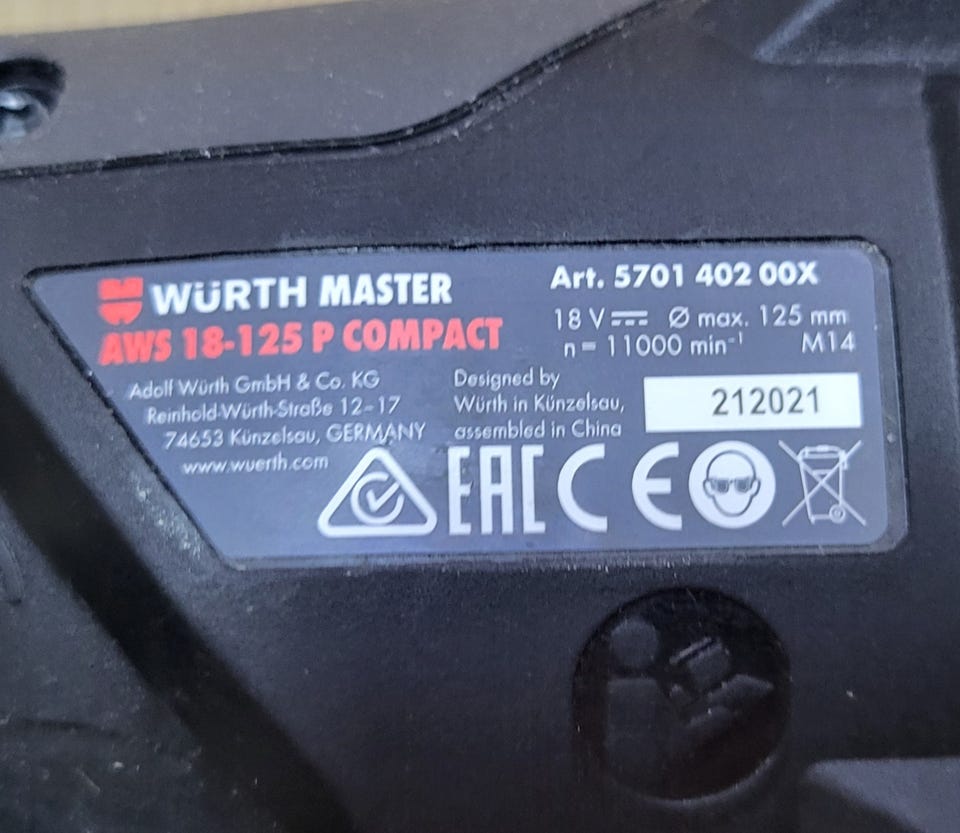 WÜRTH MASTER
AWS 18-125 P COMPACT
Adolf Würth GmbH & Co. KG
Reinhold-Würth-Straße 12-17
74653 Künzelsau, GERMANY
www.wuerth.com
Art. 5701 402 00X
18 V⎓ Ø max. 125 mm
n = 11000 min⁻¹ M14
Designed by
Würth in Künzelsau,
assembled in China
212021
EAC CE